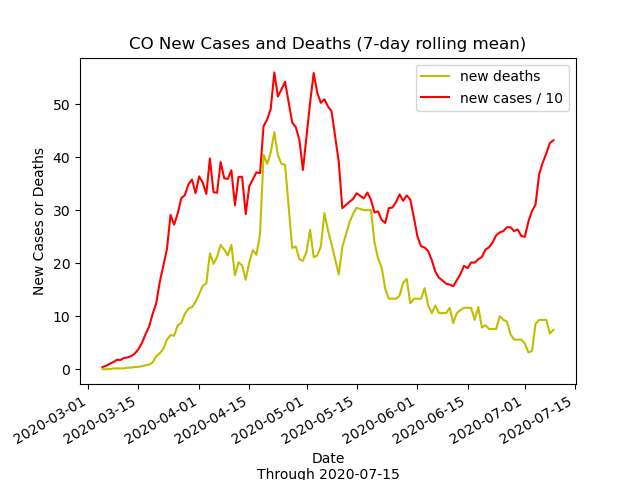 CO New Cases and Deaths (7-day rolling mean)
new deaths
new cases / 10
New Cases or Deaths
50
40
30
20
10
0
2020-03-01
2020-03-15
2020-04-01
2020-04-15
2020-05-01
2020-05-15
2020-06-01
2020-06-15
2020-07-01
2020-07-15
Date
Through 2020-07-15